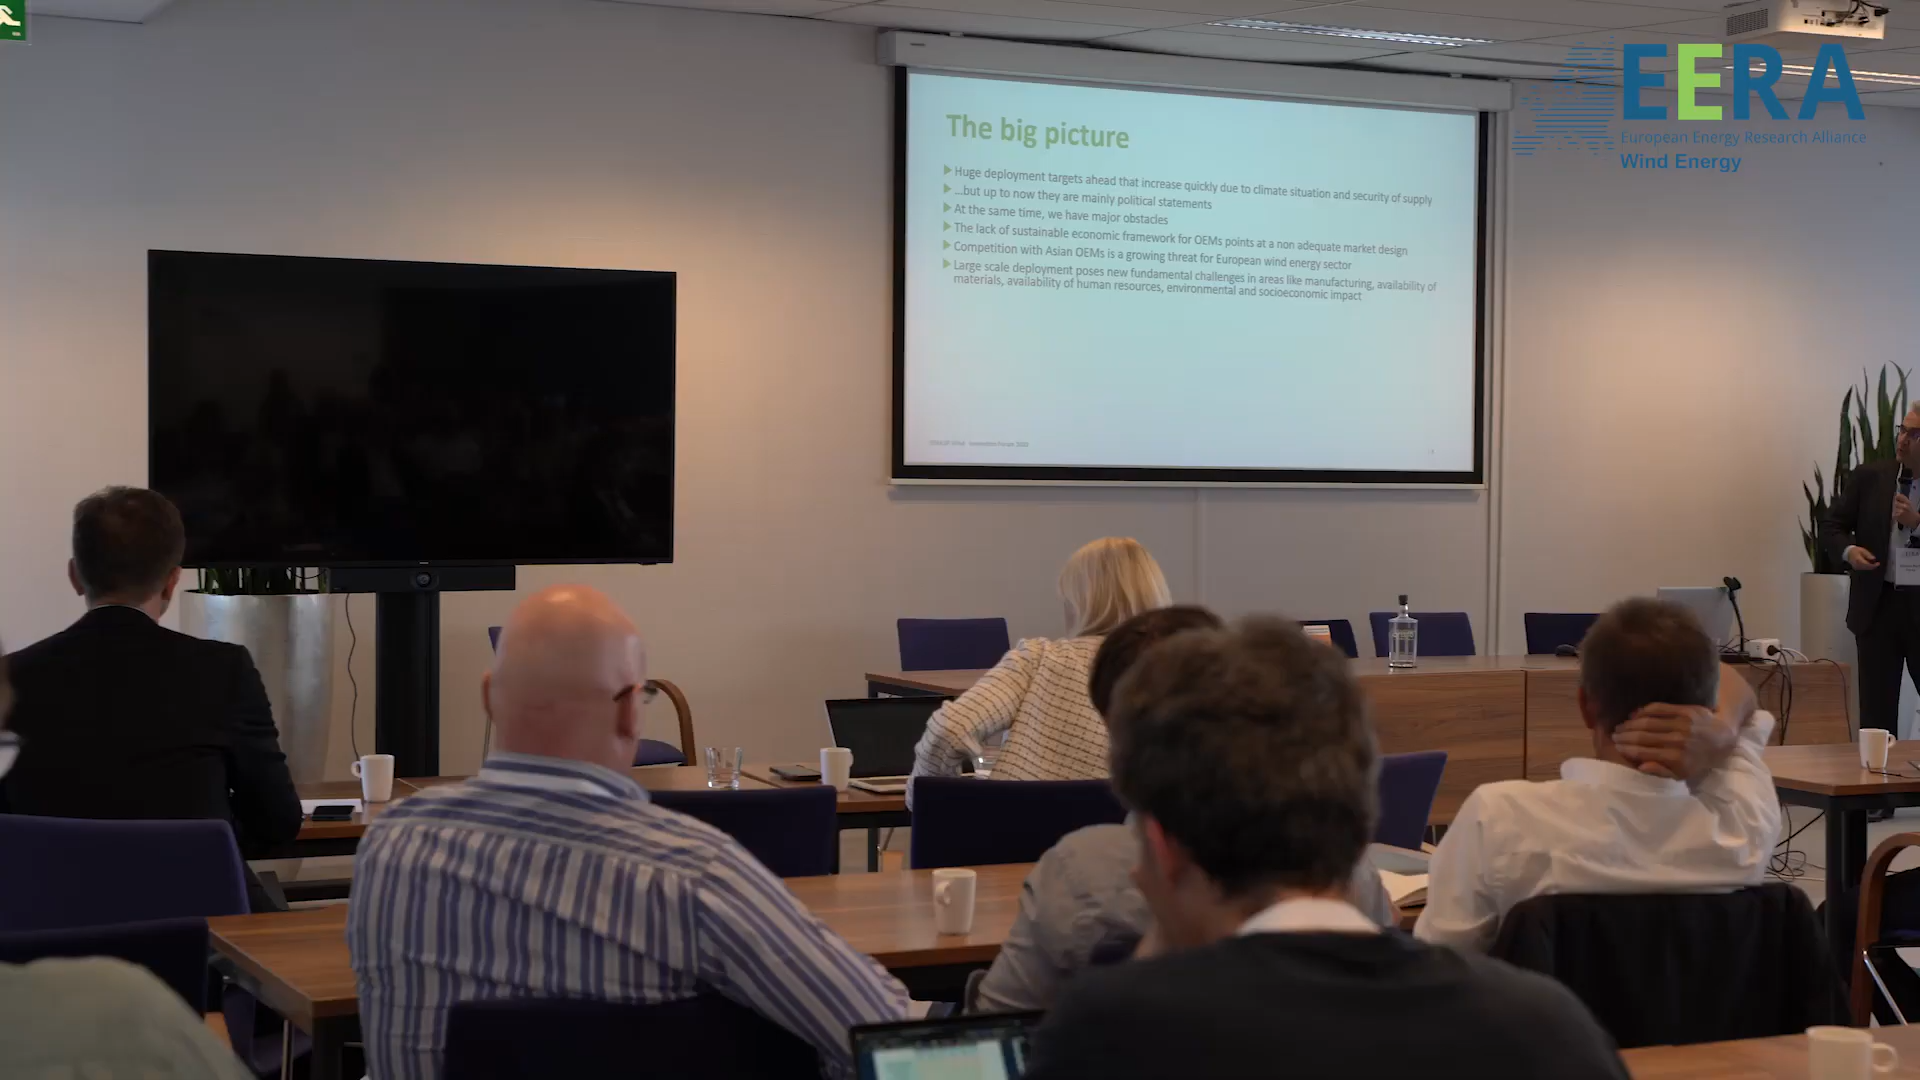 EERA
European Energy Research Alliance
Wind Energy
The big picture
Huge deployment targets ahead that increase quickly due to climate situation and security of supply
...but up to now they are mainly political statements
At the same time, we have major obstacles
The lack of sustainable economic framework for OEMs points at a non adequate market design
Competition with Asian OEMs is a growing threat for European wind energy sector
Large scale deployment poses new fundamental challenges in areas like manufacturing, availability of
materials, availability of human resources, environmental and socioeconomic impact